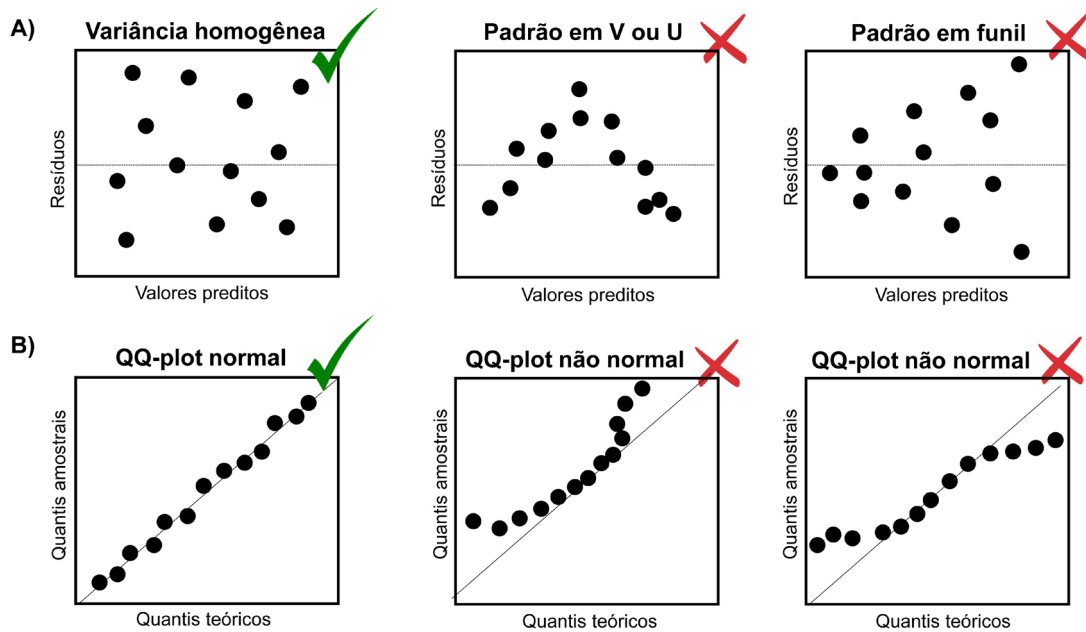 A)
Variância homogênea
Padrão em V ou U
Padrão em funil
Resíduos
Resíduos
Resíduos
Valores preditos
Valores preditos
Valores preditos
B)
QQ-plot normal
QQ-plot não normal
QQ-plot não normal
Quantis amostrais
Quantis amostrais
Quantis amostrais
Quantis teóricos
Quantis teóricos
Quantis teóricos